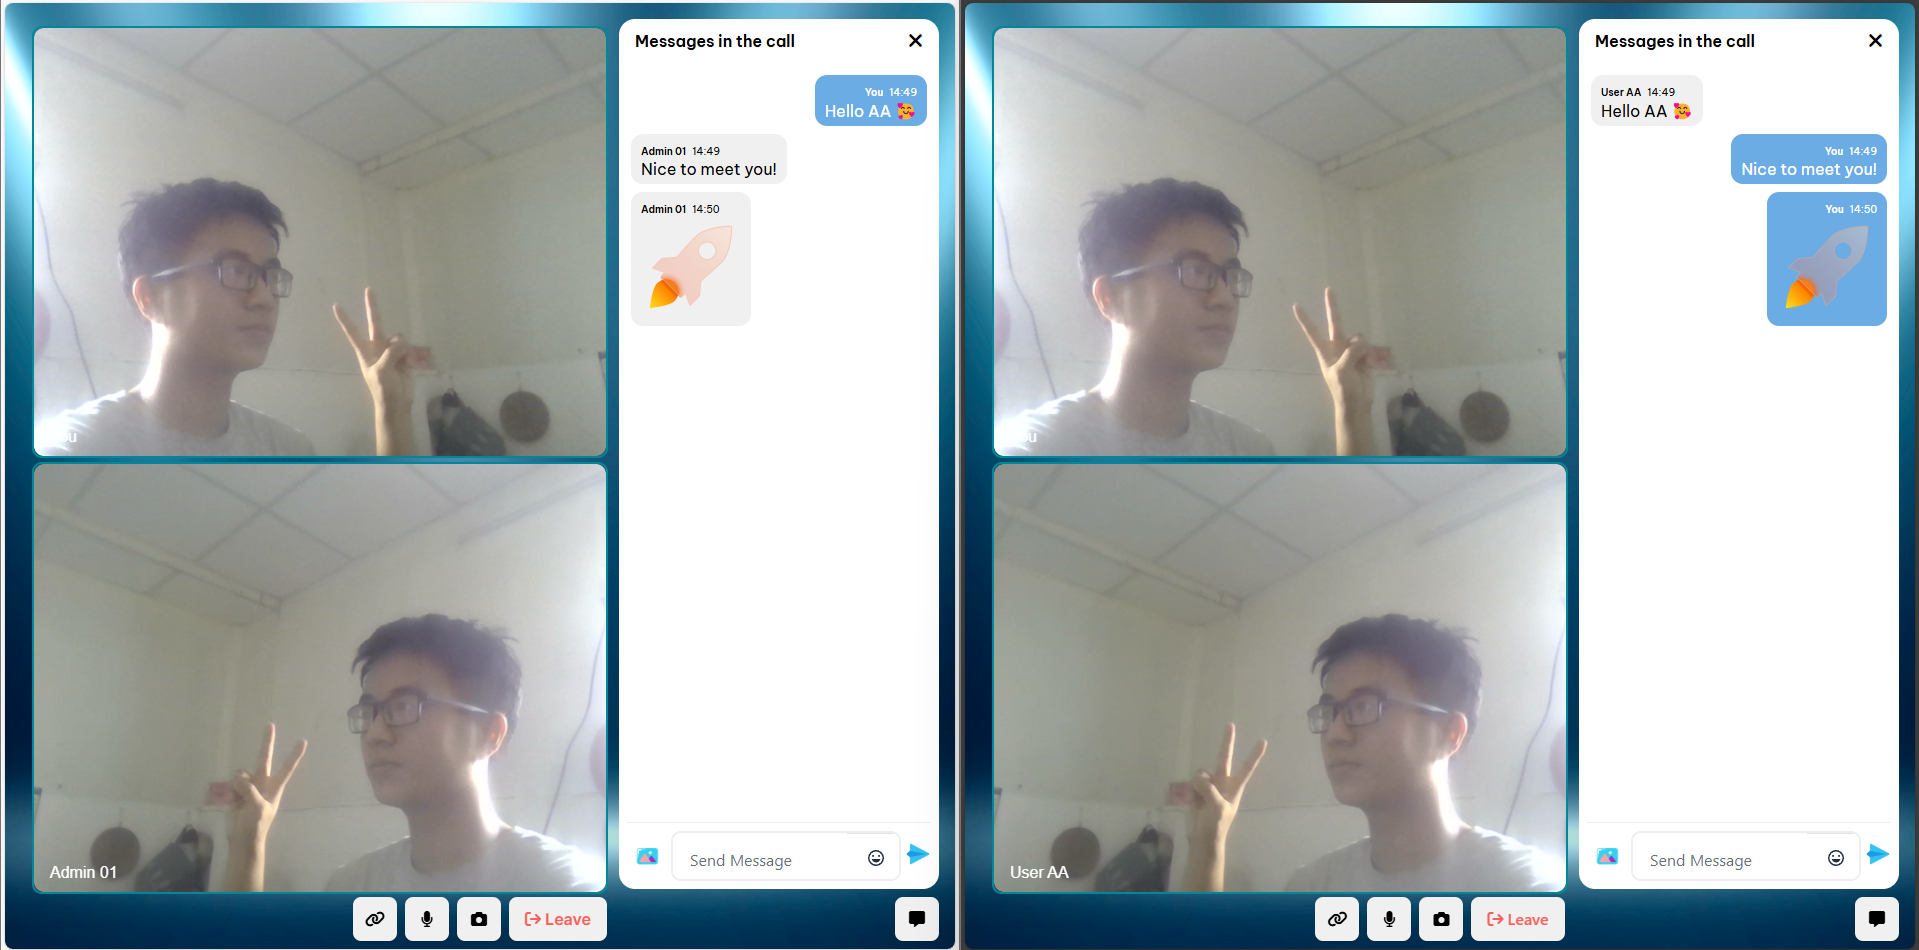 Messages in the call
You 14:49
Hello AA 🥰
Admin 01 14:49
Nice to meet you!
Admin 01 14:50
Admin 01
Send Message
Leave
Messages in the call
User AA 14:49
Hello AA 🥰
You 14:49
Nice to meet you!
You 14:50
User AA
Send Message
Leave